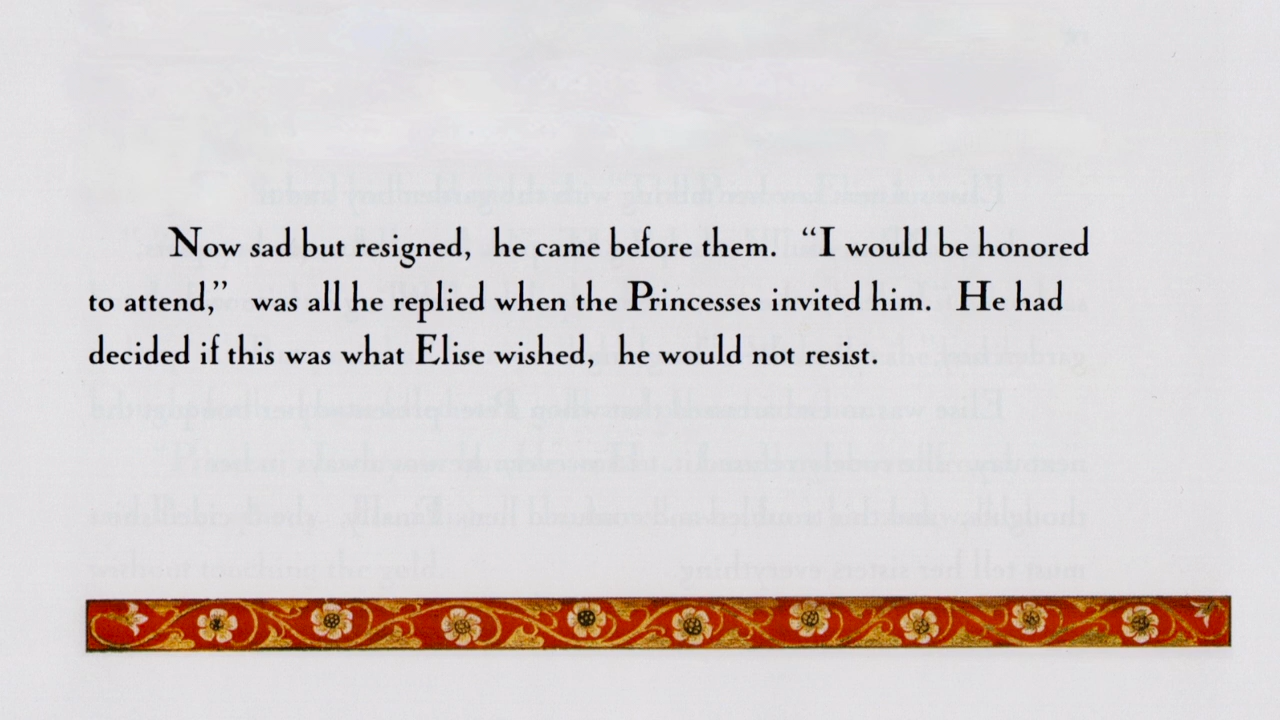 Now sad but resigned, he came before them. “I would be honored
to attend,” was all he replied when the Princesses invited him. He had
decided if this was what Elise wished, he would not resist.